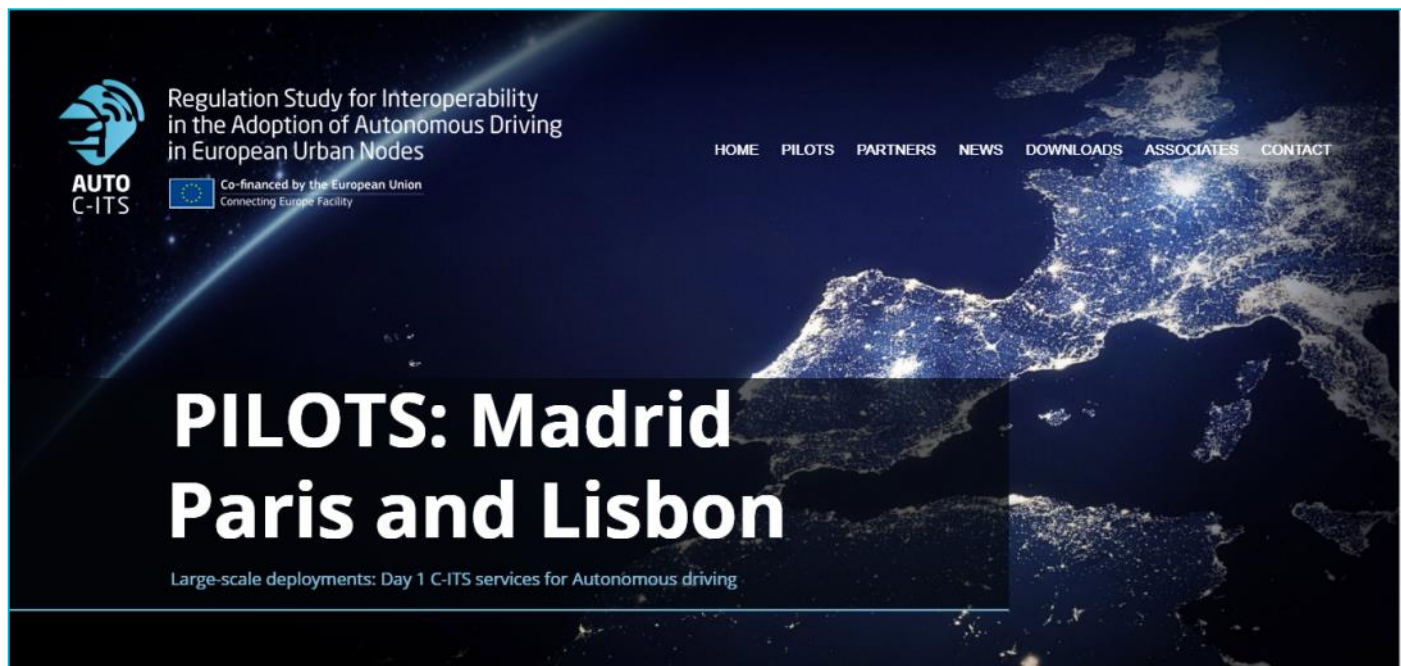 Regulation Study for Interoperability
in the Adoption of Autonomous Driving
in European Urban Nodes
AUTO
C-ITS
Co-financed by the European Union
Connecting Europe Facility
HOME PILOTS PARTNERS NEWS DOWNLOADS ASSOCIATES CONTACT
PILOTS: Madrid
Paris and Lisbon
Large-scale deployments: Day 1 C-ITS services for Autonomous driving